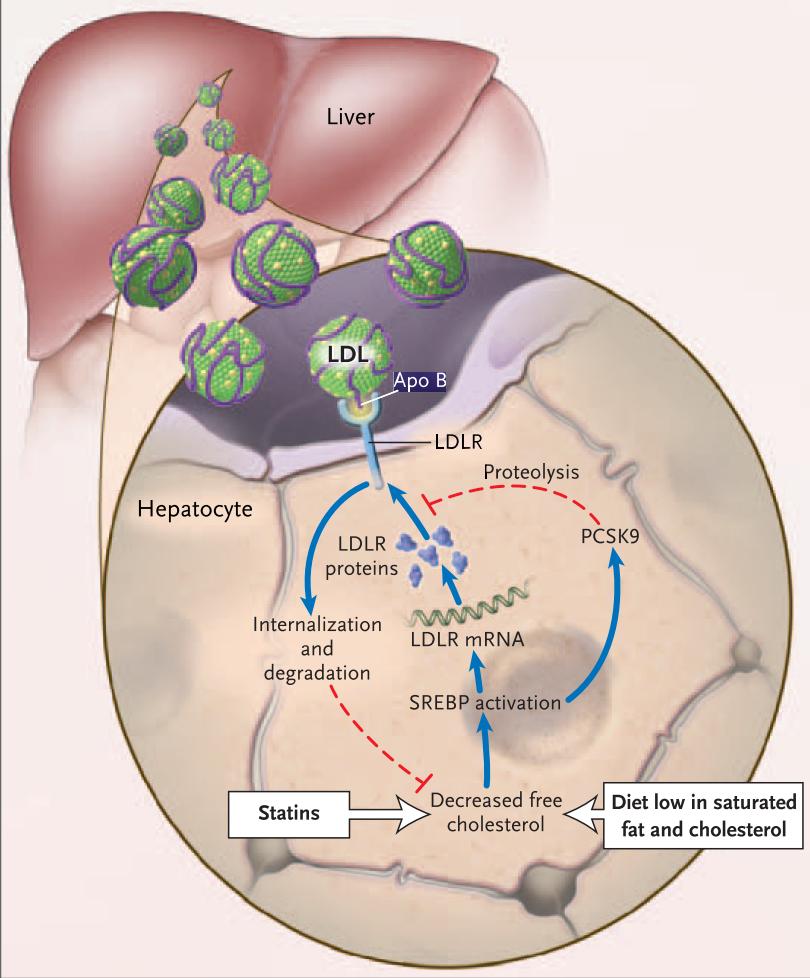 Liver
LDL
Apo B
LDLR
Proteolysis
Hepatocyte
PCSK9
LDLR
proteins
Internalization
and
degradation
LDLR mRNA
SREBP activation
Statins
Decreased free
cholesterol
Diet low in saturated
fat and cholesterol